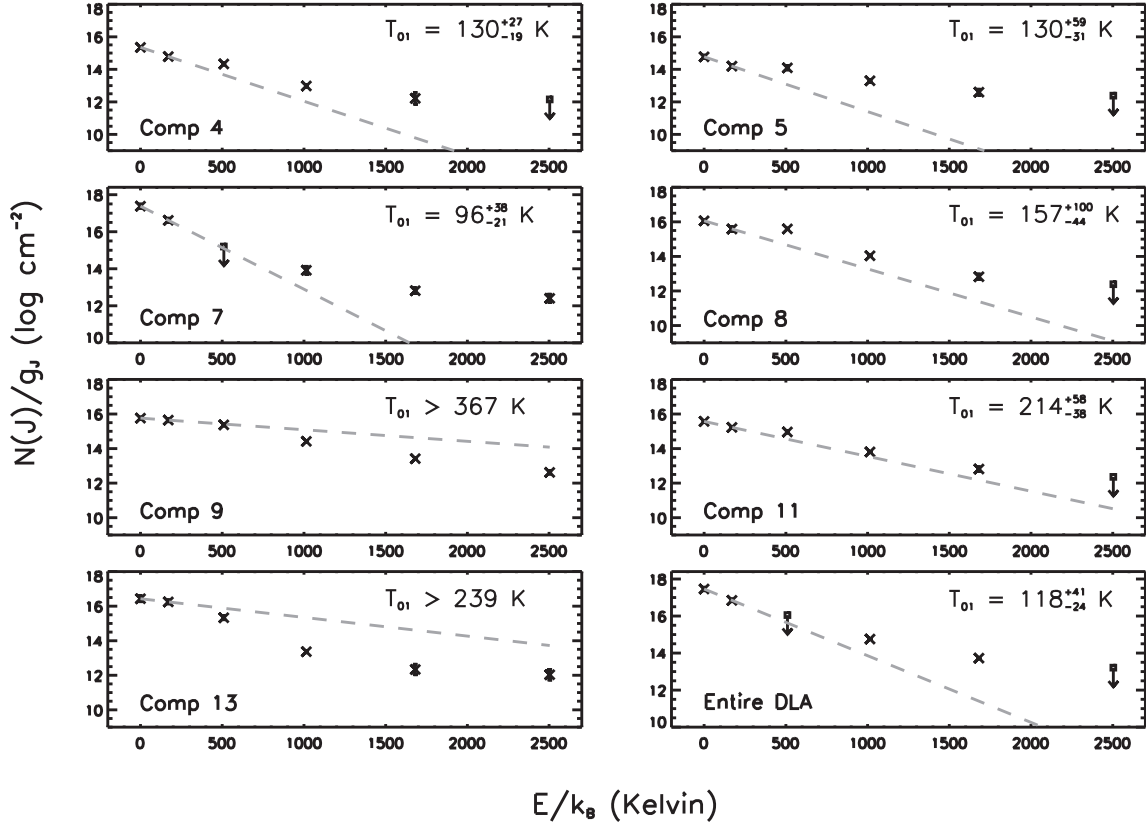 N(J)/g_J (log cm⁻²)
18
16
14
12
10
T₀₁ = 130⁺²⁷₋₁₉ K
Comp 4
0 500 1000 1500 2000 2500
18
16
14
12
10
T₀₁ = 130⁺⁵⁹₋₃₁ K
Comp 5
0 500 1000 1500 2000 2500
18
16
14
12
10
T₀₁ = 96⁺³⁸₋₂₁ K
Comp 7
0 500 1000 1500 2000 2500
18
16
14
12
10
T₀₁ = 157⁺¹⁰⁰₋₄₄ K
Comp 8
0 500 1000 1500 2000 2500
18
16
14
12
10
T₀₁ > 367 K
Comp 9
0 500 1000 1500 2000 2500
18
16
14
12
10
T₀₁ = 214⁺⁵⁸₋₃₈ K
Comp 11
0 500 1000 1500 2000 2500
18
16
14
12
10
T₀₁ > 239 K
Comp 13
0 500 1000 1500 2000 2500
18
16
14
12
10
T₀₁ = 118⁺⁴¹₋₂₄ K
Entire DLA
0 500 1000 1500 2000 2500
E/k_B (Kelvin)